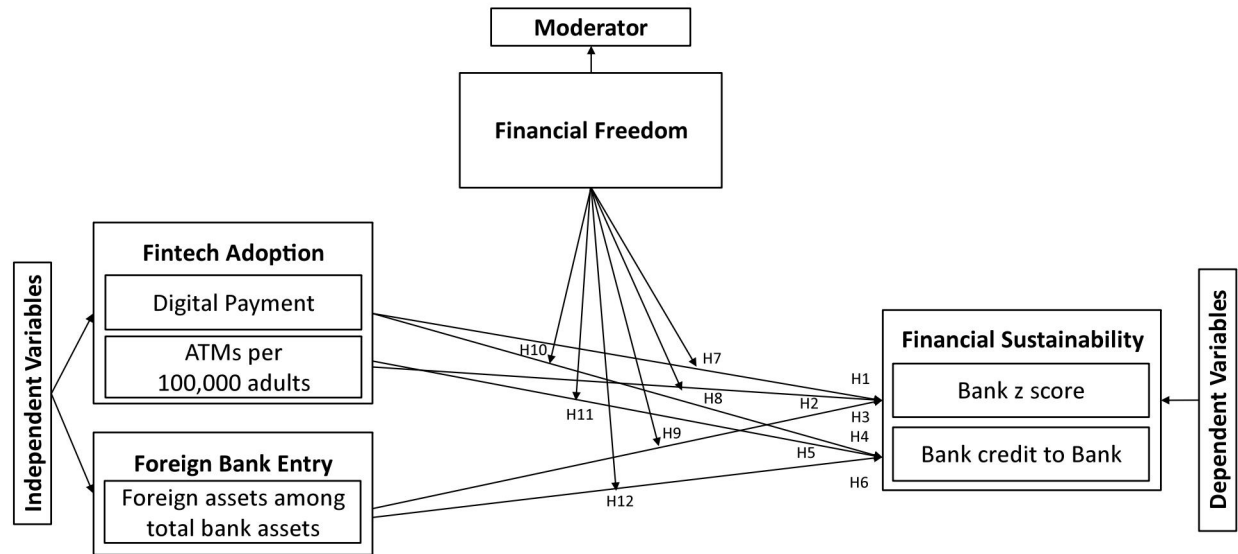 Moderator
Financial Freedom
Independent Variables
Fintech Adoption
Digital Payment
ATMs per
100,000 adults
Foreign Bank Entry
Foreign assets among
total bank assets
H10
H7
H11
H8
H9
H12
H1
H2
H3
H4
H5
H6
Financial Sustainability
Bank z score
Bank credit to Bank
Dependent Variables